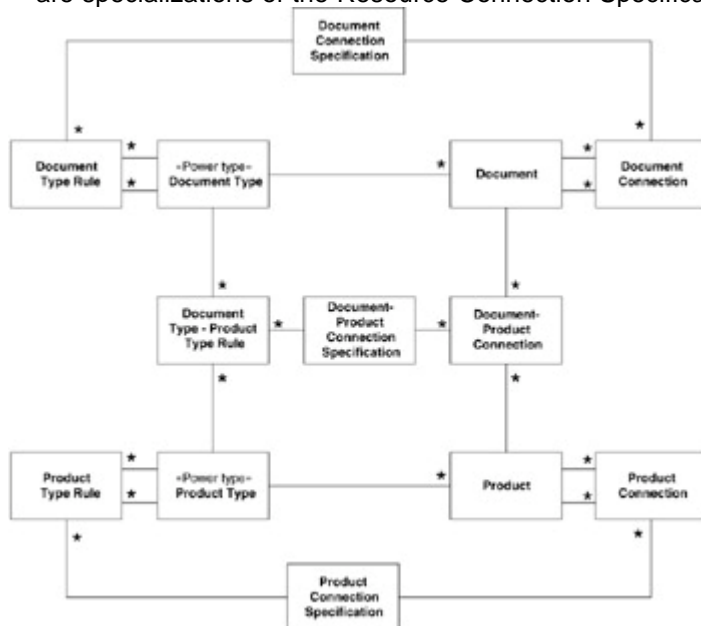 are specializations of the Resource Connection Specifica
Document
Connection
Specification
*
*
Document
Type Rule
*
*
«Power type»
Document Type
*
Document
*
*
Document
Connection
*
*
Document
Type - Product
Type Rule
*
Document-
Product
Connection
Specification
*
Document-
Product
Connection
*
*
Product
Type Rule
*
*
«Power type»
Product Type
*
Product
*
*
Product
Connection
*
*
Product
Connection
Specification